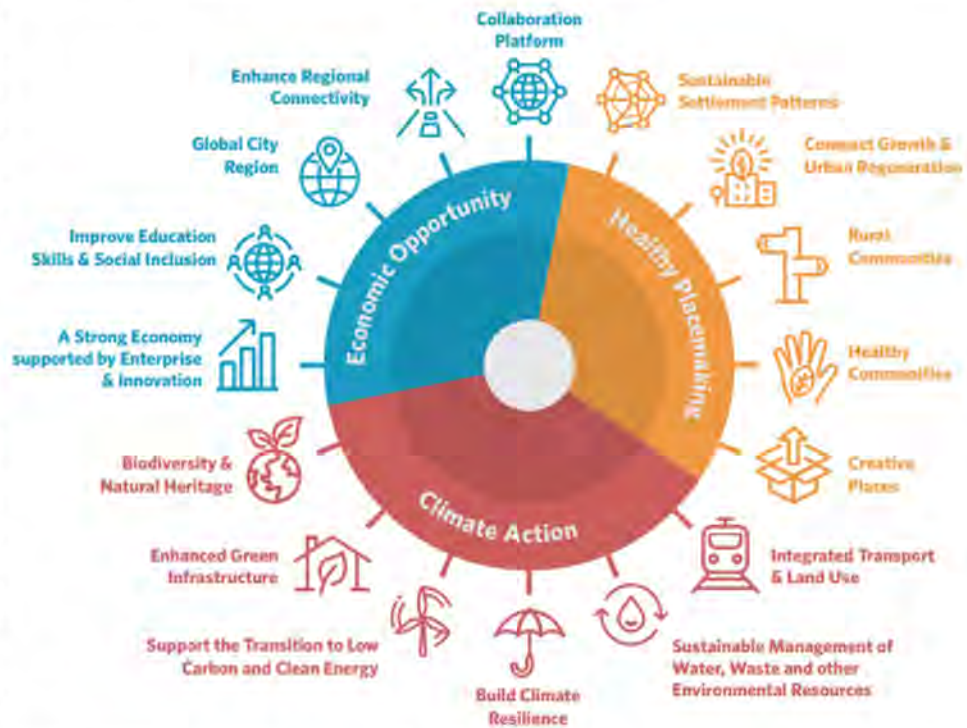 Collaboration
Platform
Enhance Regional
Connectivity
Global City
Region
Improve Education
Skills & Social Inclusion
A Strong Economy
supported by Enterprise
& Innovation
Sustainable
Settlement Patterns
Compact Growth &
Urban Regeneration
Rural
Communities
Healthy
Communities
Creative
Places
Economic Opportunity
Healthy Placemaking
Climate Action
Biodiversity &
Natural Heritage
Enhanced Green
Infrastructure
Support the Transition to Low
Carbon and Clean Energy
Build Climate
Resilience
Sustainable Management of
Water, Waste and other
Environmental Resources
Integrated Transport
& Land Use